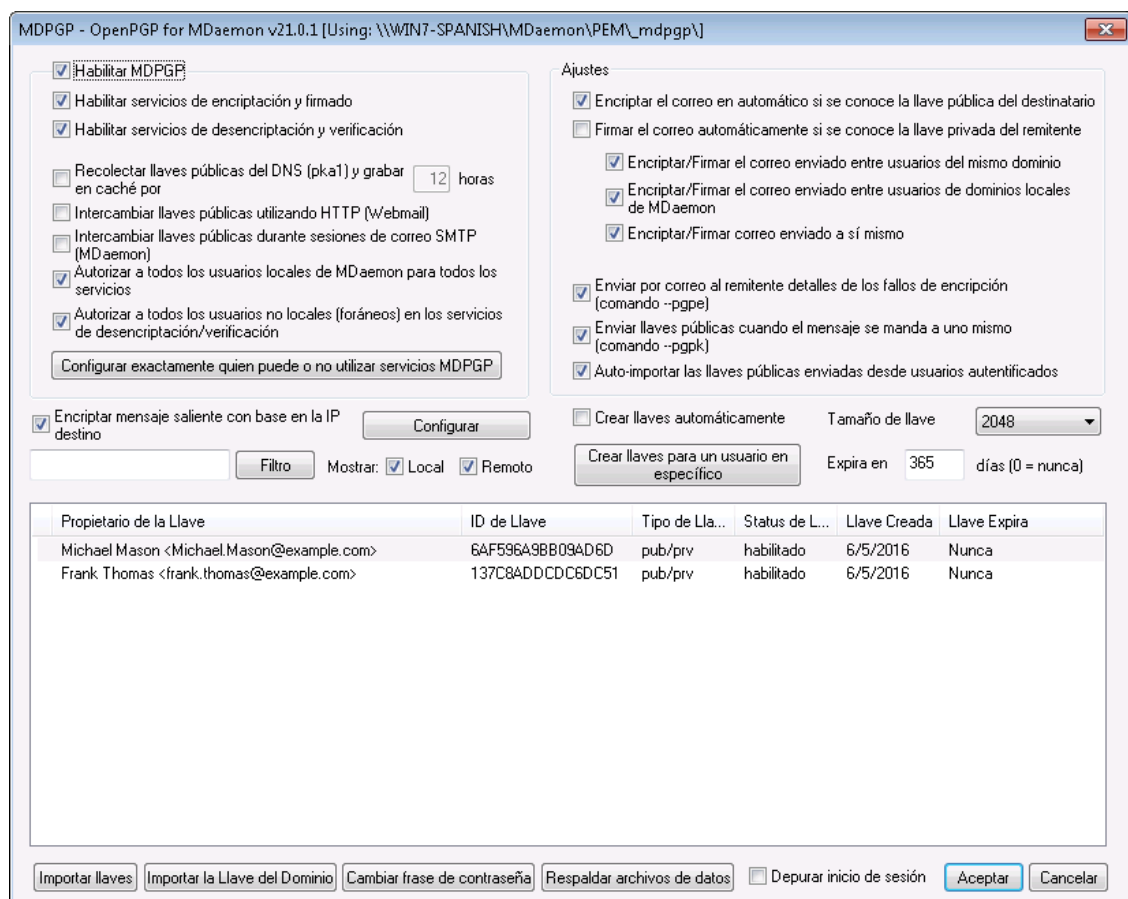 MDPGP - OpenPGP for MDaemon v21.0.1 [Using: \\WIN7-SPANISH\MDaemon\PEM\_mdpgp\]
Habilitar MDPGP
Habilitar servicios de encriptación y firmado
Habilitar servicios de desencriptación y verificación
Recolectar llaves públicas del DNS (pka1) y grabar
en caché por
12
horas
Intercambiar llaves públicas utilizando HTTP (Webmail)
Intercambiar llaves públicas durante sesiones de correo SMTP
(MDaemon)
Autorizar a todos los usuarios locales de MDaemon para todos los
servicios
Autorizar a todos los usuarios no locales (foráneos) en los servicios
de desencriptación/verificación
Configurar exactamente quien puede o no utilizar servicios MDPGP
Ajustes
Encriptar el correo en automático si se conoce la llave pública del destinatario
Firmar el correo automáticamente si se conoce la llave privada del remitente
Encriptar/Firmar el correo enviado entre usuarios del mismo dominio
Encriptar/Firmar el correo enviado entre usuarios de dominios locales
de MDaemon
Encriptar/Firmar correo enviado a sí mismo
Enviar por correo al remitente detalles de los fallos de encripción
(comando --pgpe)
Enviar llaves públicas cuando el mensaje se manda a uno mismo
(comando --pgpk)
Auto-importar las llaves públicas enviadas desde usuarios autentificados
Encriptar mensaje saliente con base en la IP
destino
Configurar
Crear llaves automáticamente
Tamaño de llave
2048
Filtro
Mostrar:
Local
Remoto
Crear llaves para un usuario en
específico
Expira en
365
días (0 = nunca)
Propietario de la Llave ID de Llave Tipo de Lla... Status de L... Llave Creada Llave Expira
Michael Mason <Michael.Mason@example.com> 6AF596A9BB09AD6D pub/prv habilitado 6/5/2016 Nunca
Frank Thomas <frank.thomas@example.com> 137C8ADDCDC6DC51 pub/prv habilitado 6/5/2016 Nunca
Importar llaves
Importar la Llave del Dominio
Cambiar frase de contraseña
Respaldar archivos de datos
Depurar inicio de sesión
Aceptar
Cancelar